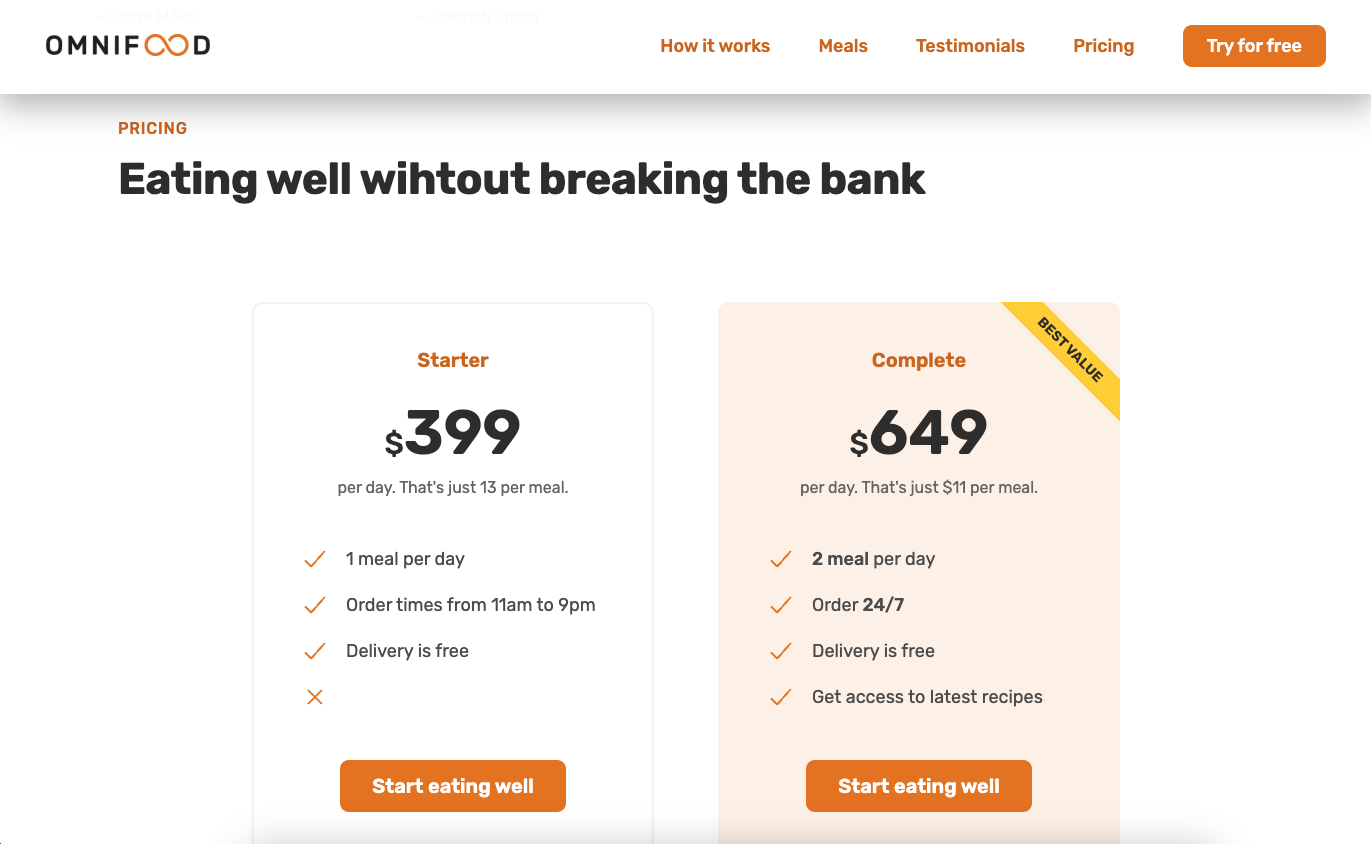 — Steve Miller — Hannah Smith
OMNIFOOD How it works Meals Testimonials Pricing Try for free
PRICING
Eating well wihtout breaking the bank
BEST VALUE
Starter
$399
per day. That's just 13 per meal.
1 meal per day
Order times from 11am to 9pm
Delivery is free
Start eating well
Complete
$649
per day. That's just $11 per meal.
2 meal per day
Order 24/7
Delivery is free
Get access to latest recipes
Start eating well